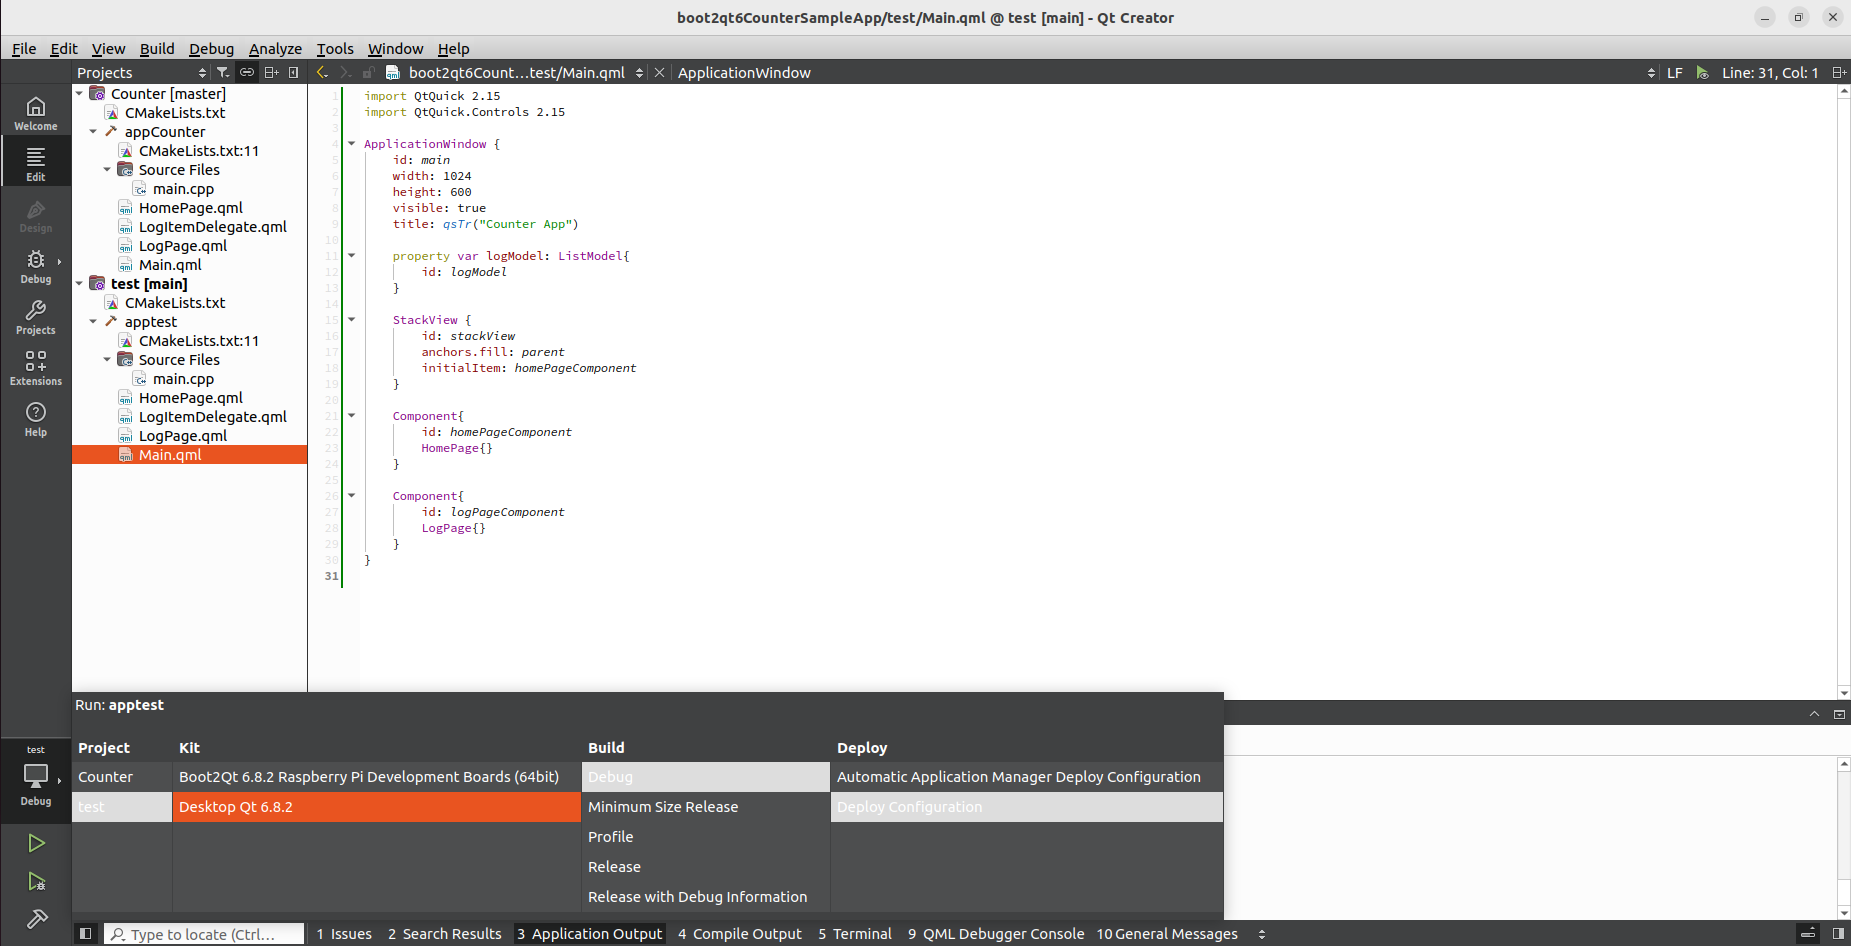 boot2qt6CounterSampleApp/test/Main.qml @ test [main] - Qt Creator
File Edit View Build Debug Analyze Tools Window Help
Projects
boot2qt6Count...test/Main.qml
ApplicationWindow
LF
Line: 31, Col: 1
Welcome
Edit
Design
Debug
Projects
Extensions
Help
Counter [master]
CMakeLists.txt
appCounter
CMakeLists.txt:11
Source Files
main.cpp
HomePage.qml
LogItemDelegate.qml
LogPage.qml
Main.qml
test [main]
CMakeLists.txt
apptest
CMakeLists.txt:11
Source Files
main.cpp
HomePage.qml
LogItemDelegate.qml
LogPage.qml
Main.qml
1 import QtQuick 2.15
2 import QtQuick.Controls 2.15
3
4 ApplicationWindow {
5 id: main
6 width: 1024
7 height: 600
8 visible: true
9 title: qsTr("Counter App")
10
11 property var logModel: ListModel{
12 id: logModel
13 }
14
15 StackView {
16 id: stackView
17 anchors.fill: parent
18 initialItem: homePageComponent
19 }
20
21 Component{
22 id: homePageComponent
23 HomePage{}
24 }
25
26 Component{
27 id: logPageComponent
28 LogPage{}
29 }
30 }
31
Run: apptest
Project Kit Build Deploy
Counter Boot2Qt 6.8.2 Raspberry Pi Development Boards (64bit) Debug Automatic Application Manager Deploy Configuration
test Desktop Qt 6.8.2 Minimum Size Release Deploy Configuration
Profile
Release
Release with Debug Information
test
Debug
Type to locate (Ctrl...
1 Issues 2 Search Results 3 Application Output 4 Compile Output 5 Terminal 9 QML Debugger Console 10 General Messages